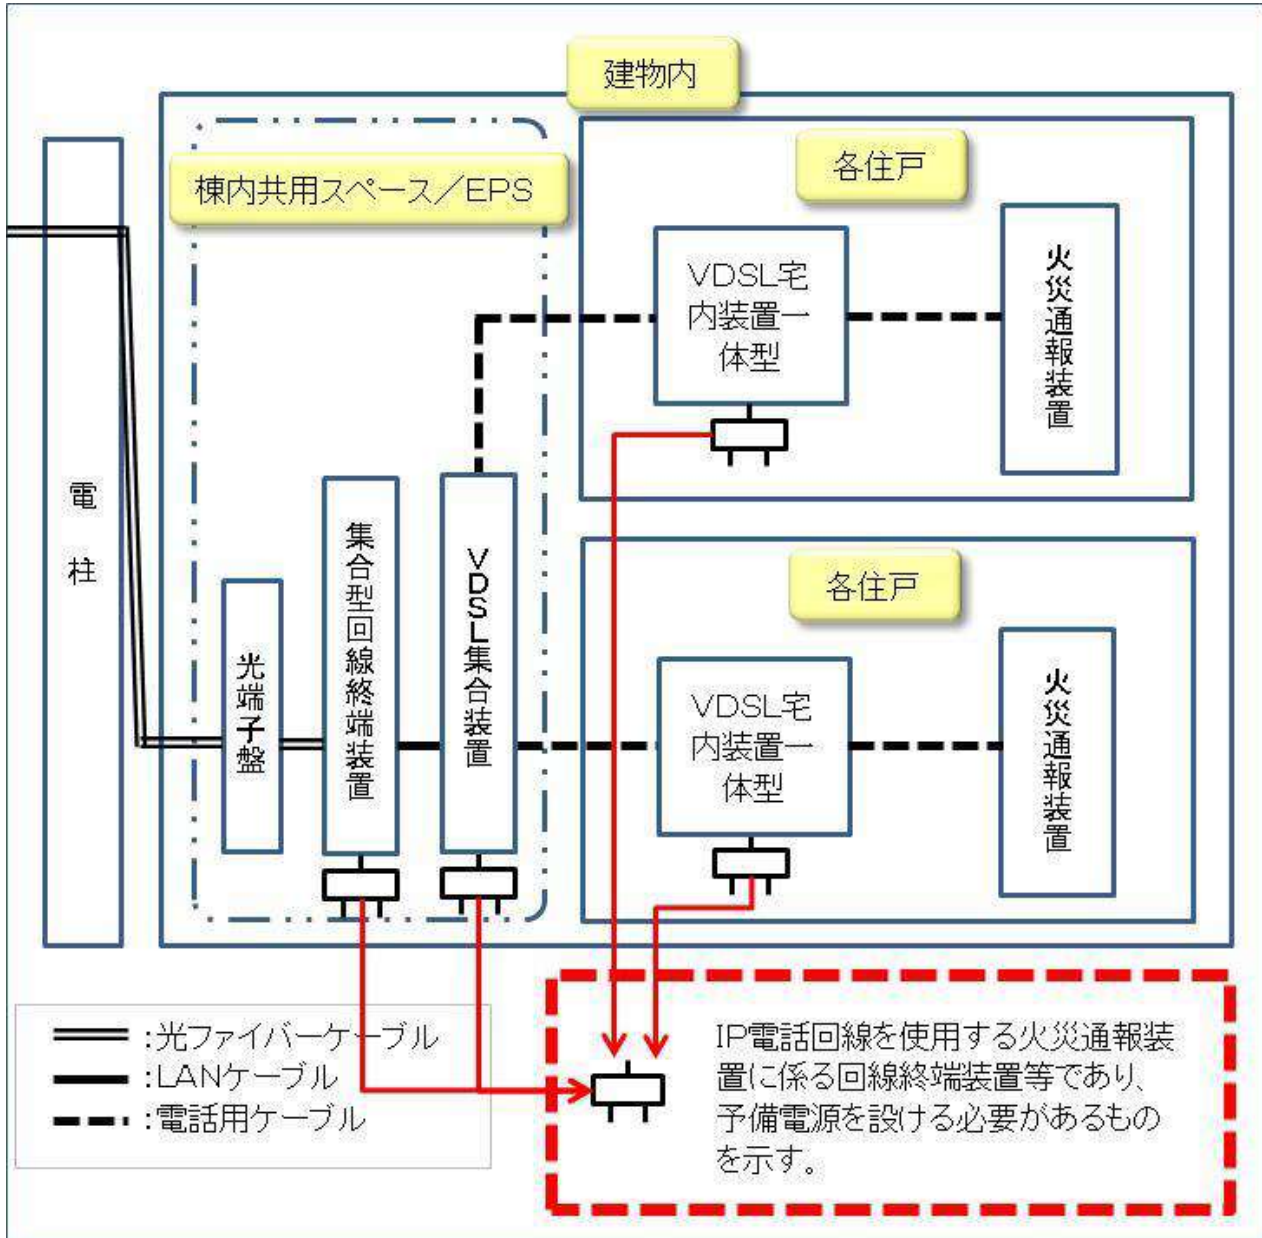 建物内
棟内共用スペース／EPS
各住戸
VDSL宅
内装置一
体型
火災通報装置
電柱
光端子盤
集合型回線終端装置
VDSL集合装置
各住戸
VDSL宅
内装置一
体型
火災通報装置
：光ファイバーケーブル
：LANケーブル
：電話用ケーブル
IP電話回線を使用する火災通報装
置に係る回線終端装置等であり、
予備電源を設ける必要があるもの
を示す。